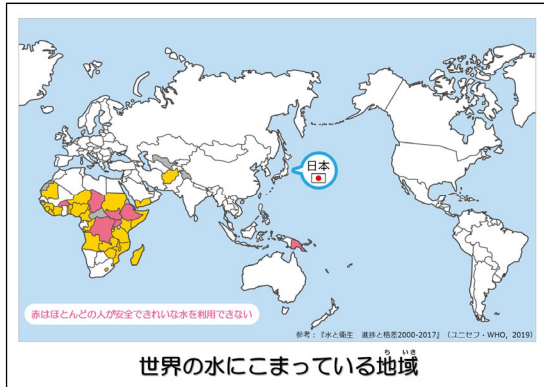 日本
赤はほとんどの人が安全できれいな水を利用できない
参考：『水と衛生　進捗と格差2000-2017』（ユニセフ・WHO, 2019）
ち いき
世界の水にこまっている地域